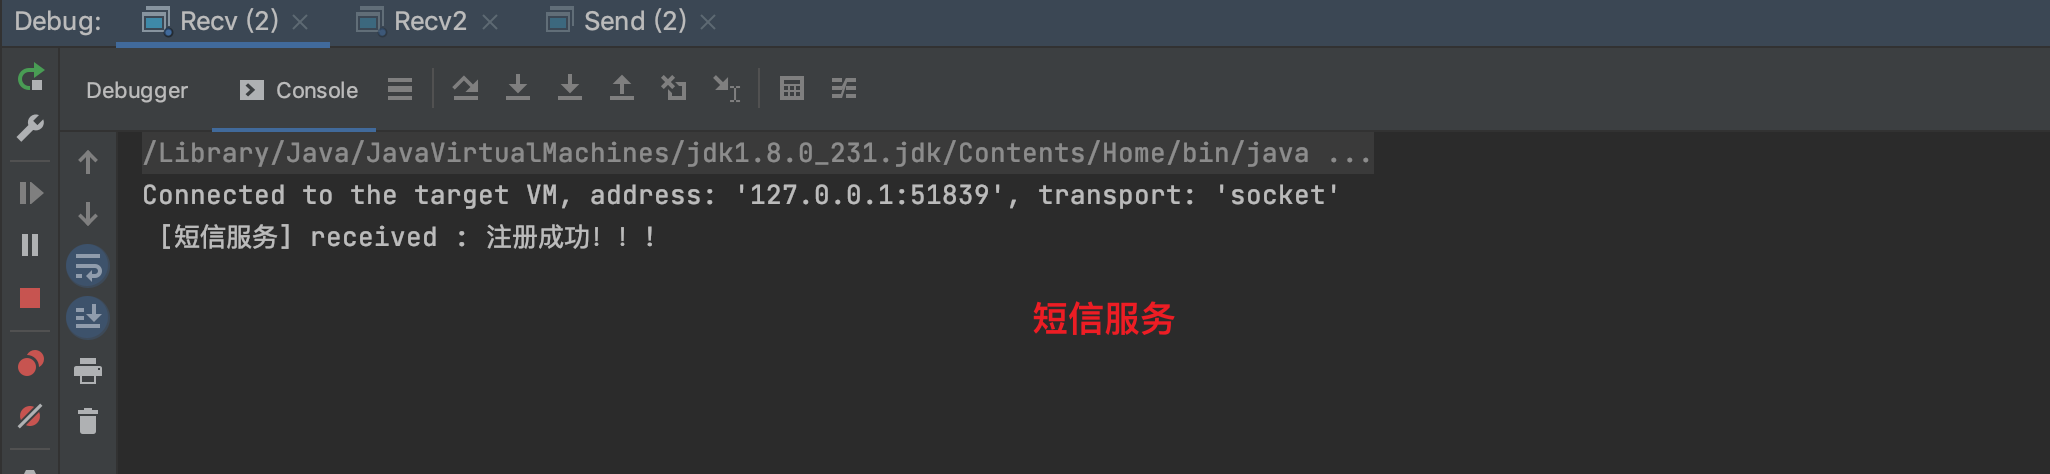 Debug: Recv (2) Recv2 Send (2)
Debugger Console
/Library/Java/JavaVirtualMachines/jdk1.8.0_231.jdk/Contents/Home/bin/java ...
Connected to the target VM, address: '127.0.0.1:51839', transport: 'socket'
[短信服务] received : 注册成功！！！
短信服务